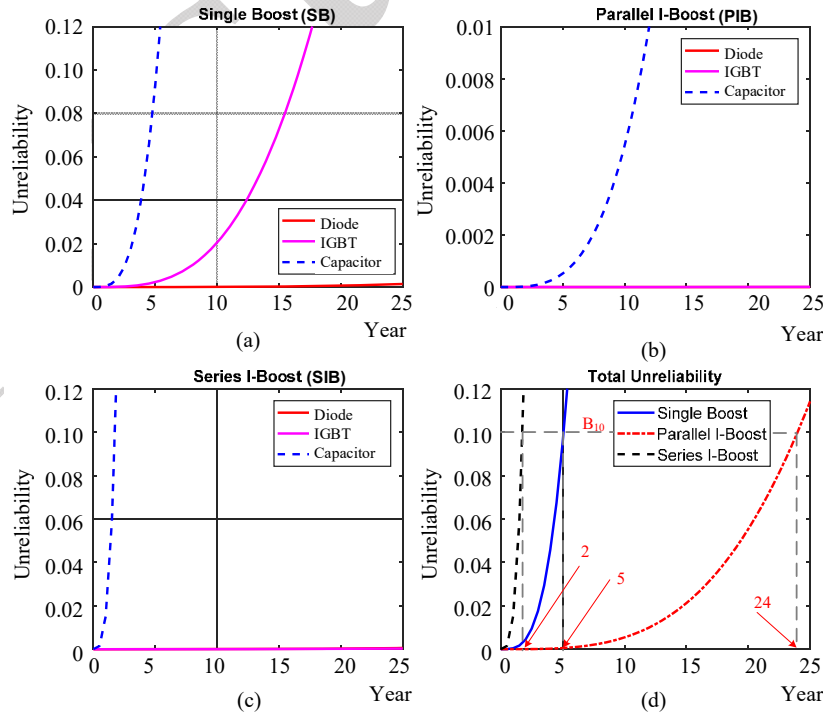 Single Boost (SB)
Unreliability
0.12
0.10
0.08
0.06
0.04
0.02
0
Diode
IGBT
Capacitor
0
5
10
15
20
25
Year
(a)
Parallel I-Boost (PIB)
Unreliability
0.01
0.008
0.006
0.004
0.002
0
Diode
IGBT
Capacitor
0
5
10
15
20
25
Year
(b)
Series I-Boost (SIB)
Unreliability
0.12
0.10
0.08
0.06
0.04
0.02
0
Diode
IGBT
Capacitor
0
5
10
15
20
25
Year
(c)
Total Unreliability
Unreliability
0.12
0.10
0.08
0.06
0.04
0.02
0
B10
Single Boost
Parallel I-Boost
Series I-Boost
2
5
24
0
5
10
15
20
25
Year
(d)